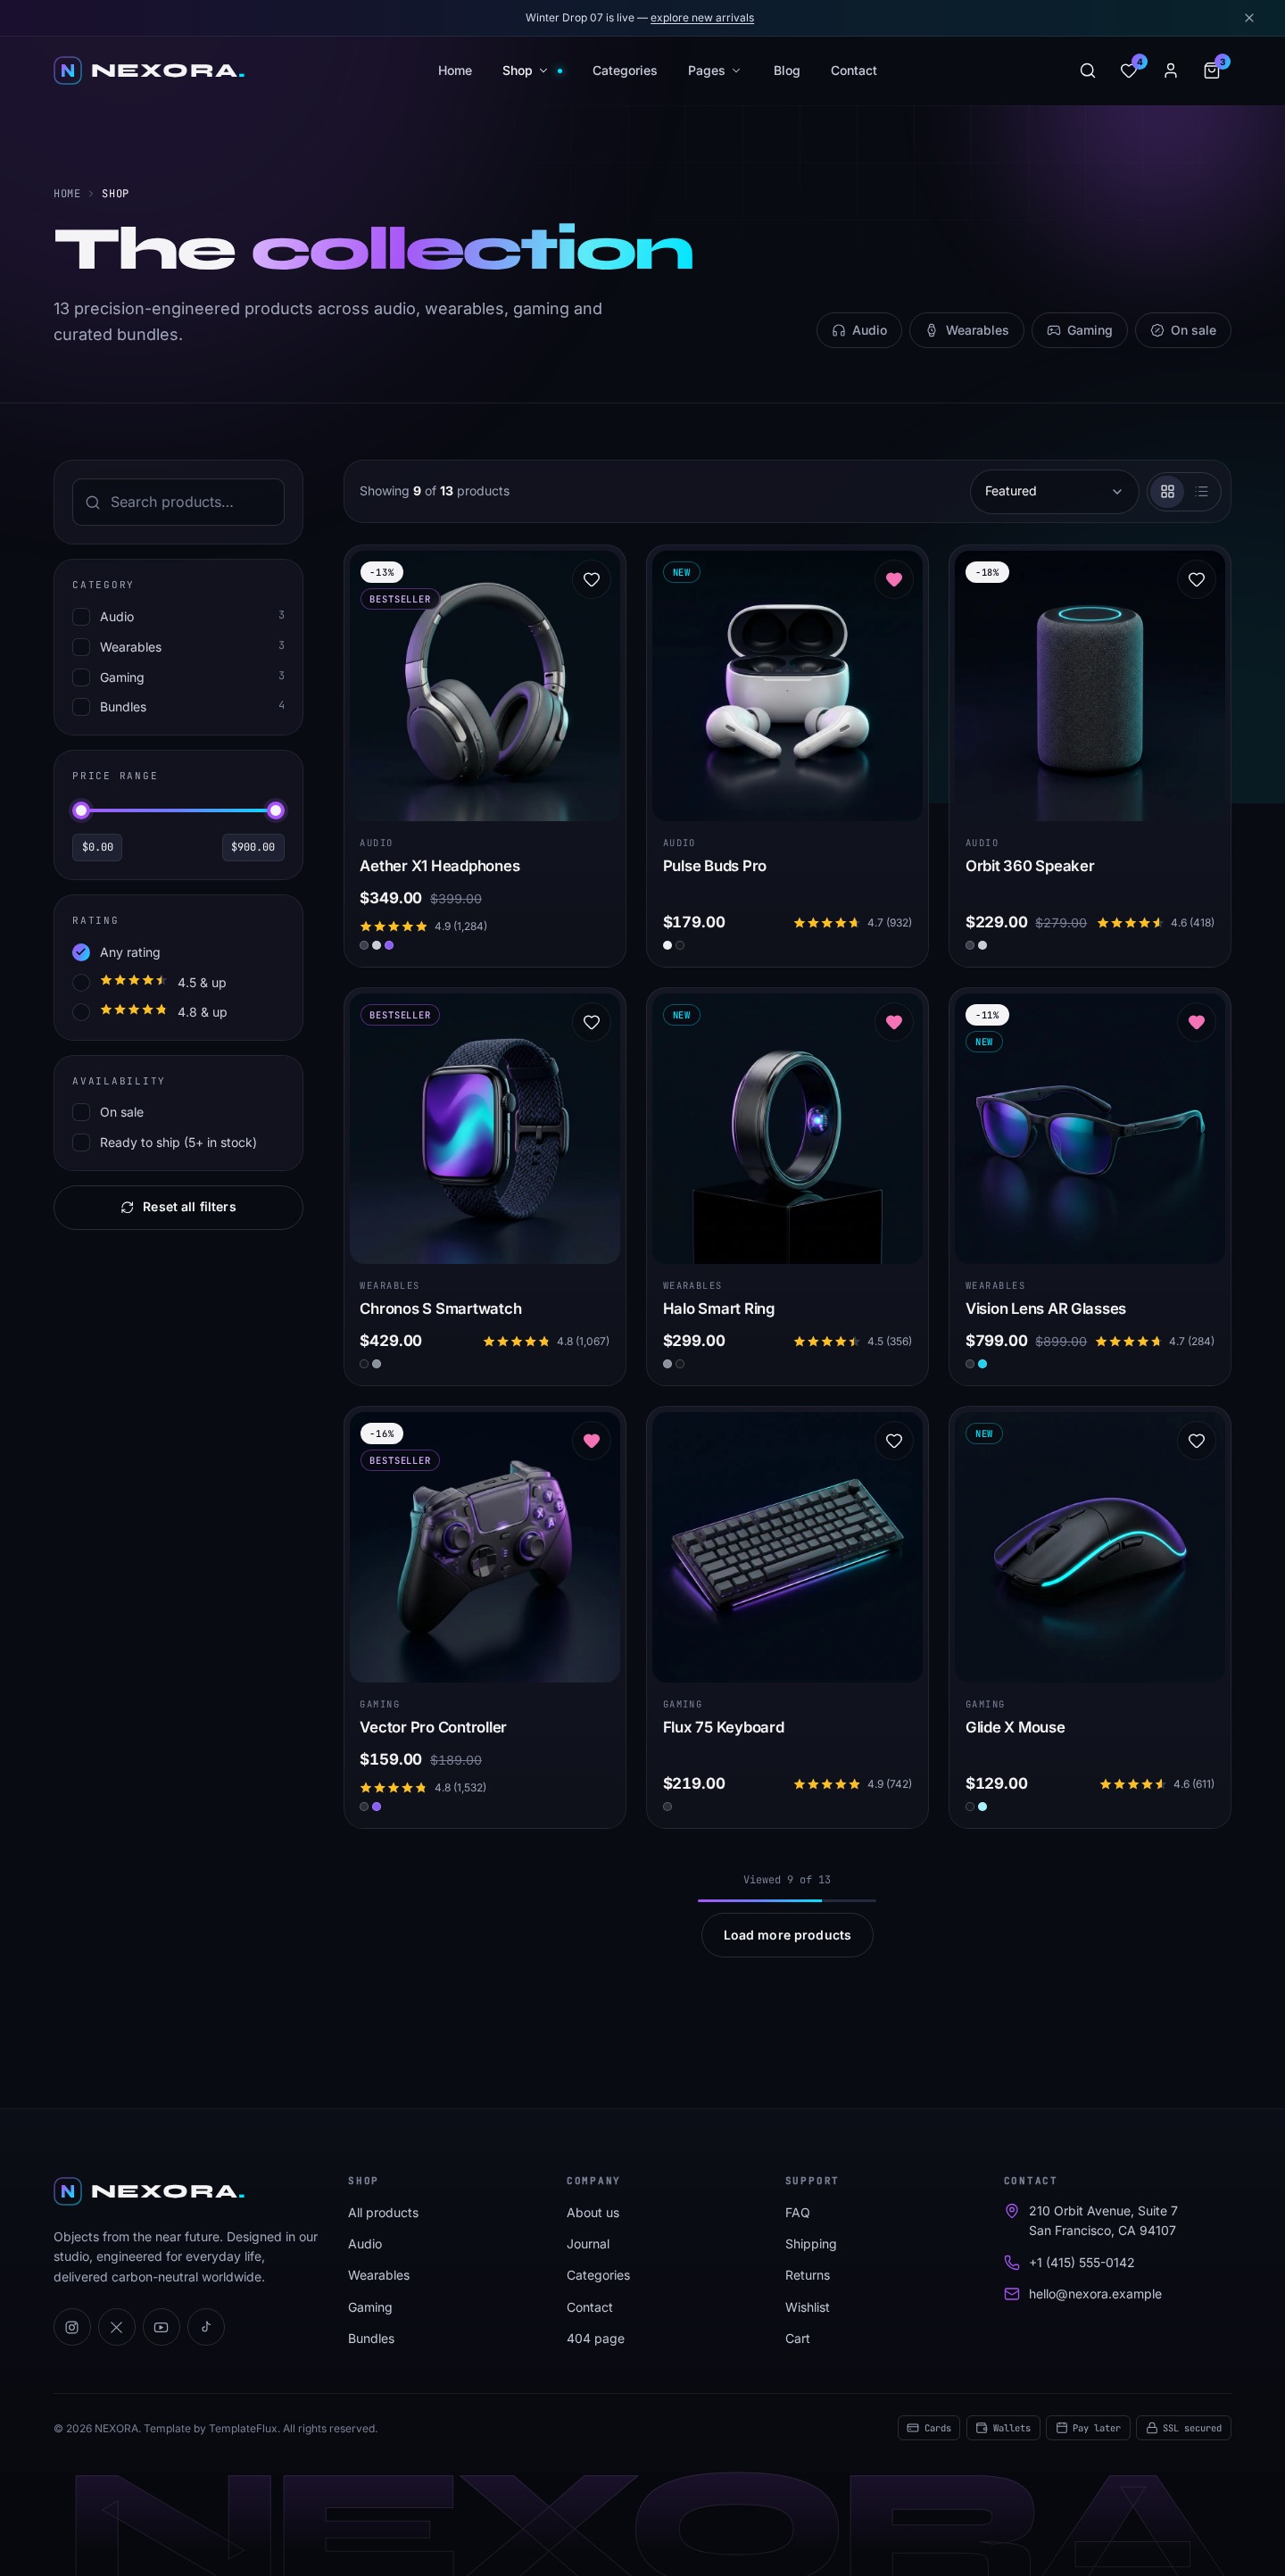 Winter Drop 07 is live — explore new arrivals
N NEXORA.
Home Shop Categories Pages Blog Contact
4 3
HOME > SHOP
The collection
13 precision-engineered products across audio, wearables, gaming and
curated bundles.
Audio Wearables Gaming On sale
Search products...
CATEGORY
Audio 3
Wearables 3
Gaming 3
Bundles 4
PRICE RANGE
$0.00 $900.00
RATING
Any rating
4.5 & up
4.8 & up
AVAILABILITY
On sale
Ready to ship (5+ in stock)
Reset all filters
Showing 9 of 13 products
Featured
-13%
BESTSELLER
AUDIO
Aether X1 Headphones
$349.00 $399.00
4.9 (1,284)
NEW
AUDIO
Pulse Buds Pro
$179.00 4.7 (932)
-18%
AUDIO
Orbit 360 Speaker
$229.00 $279.00 4.6 (418)
BESTSELLER
WEARABLES
Chronos S Smartwatch
$429.00 4.8 (1,067)
NEW
WEARABLES
Halo Smart Ring
$299.00 4.5 (356)
-11%
NEW
WEARABLES
Vision Lens AR Glasses
$799.00 $899.00 4.7 (284)
-16%
BESTSELLER
Y
X B
A
GAMING
Vector Pro Controller
$159.00 $189.00
4.8 (1,532)
GAMING
Flux 75 Keyboard
$219.00 4.9 (742)
NEW
GAMING
Glide X Mouse
$129.00 4.6 (611)
Viewed 9 of 13
Load more products
N NEXORA.
Objects from the near future. Designed in our
studio, engineered for everyday life,
delivered carbon-neutral worldwide.
SHOP
All products
Audio
Wearables
Gaming
Bundles
COMPANY
About us
Journal
Categories
Contact
404 page
SUPPORT
FAQ
Shipping
Returns
Wishlist
Cart
CONTACT
210 Orbit Avenue, Suite 7
San Francisco, CA 94107
+1 (415) 555-0142
hello@nexora.example
© 2026 NEXORA. Template by TemplateFlux. All rights reserved.
Cards Wallets Pay later SSL secured
NEXORA